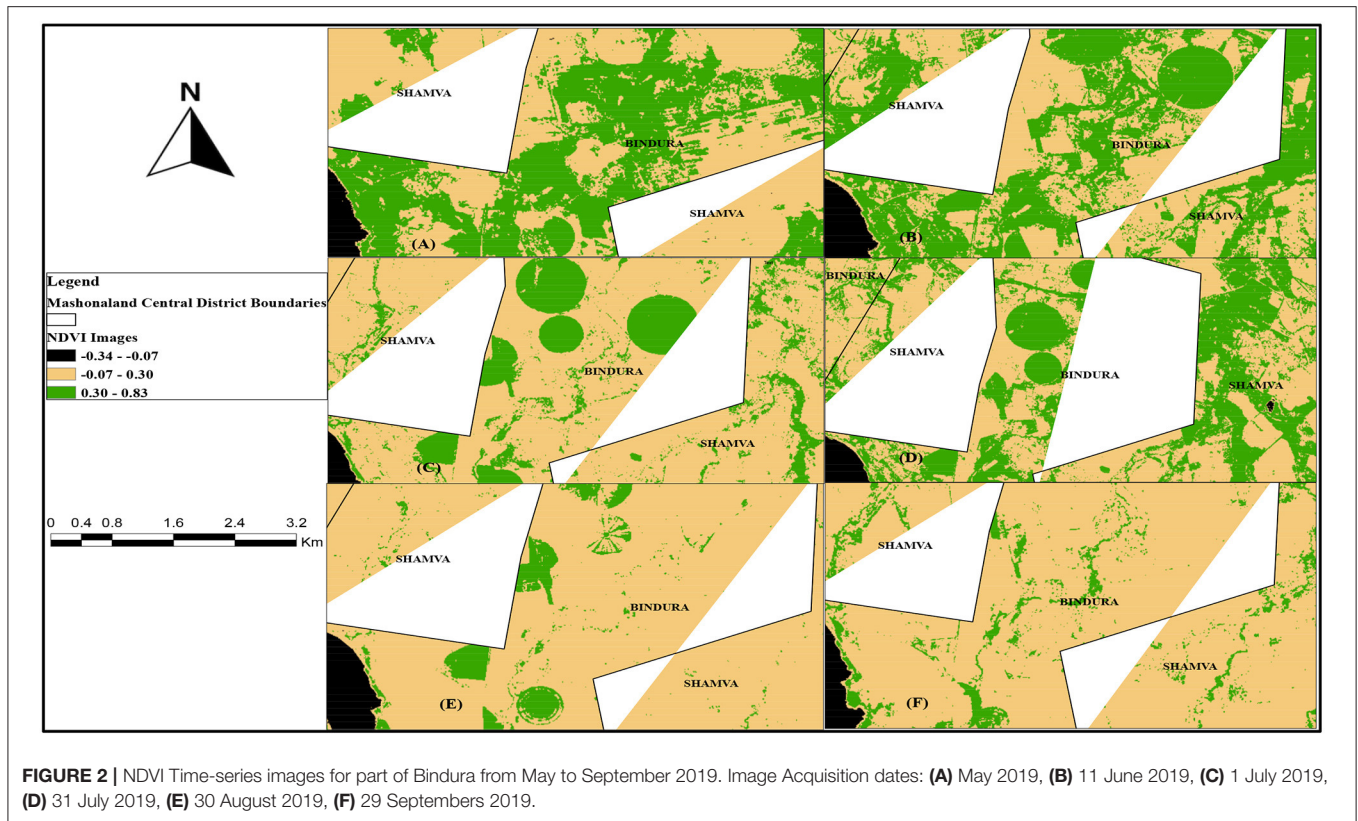 N
Legend
Mashonaland Central District Boundaries
NDVI Images
-0.34 - -0.07
-0.07 - 0.30
0.30 - 0.83
0 0.4 0.8 1.6 2.4 3.2
Km
SHAMVA
BINDURA
SHAMVA
(A)
SHAMVA
BINDURA
SHAMVA
(B)
SHAMVA
BINDURA
SHAMVA
(C)
BINDURA
SHAMVA
BINDURA
SHAMVA
(D)
SHAMVA
BINDURA
SHAMVA
(E)
SHAMVA
BINDURA
SHAMVA
(F)
FIGURE 2 | NDVI Time-series images for part of Bindura from May to September 2019. Image Acquisition dates: (A) May 2019, (B) 11 June 2019, (C) 1 July 2019,
(D) 31 July 2019, (E) 30 August 2019, (F) 29 Septembers 2019.